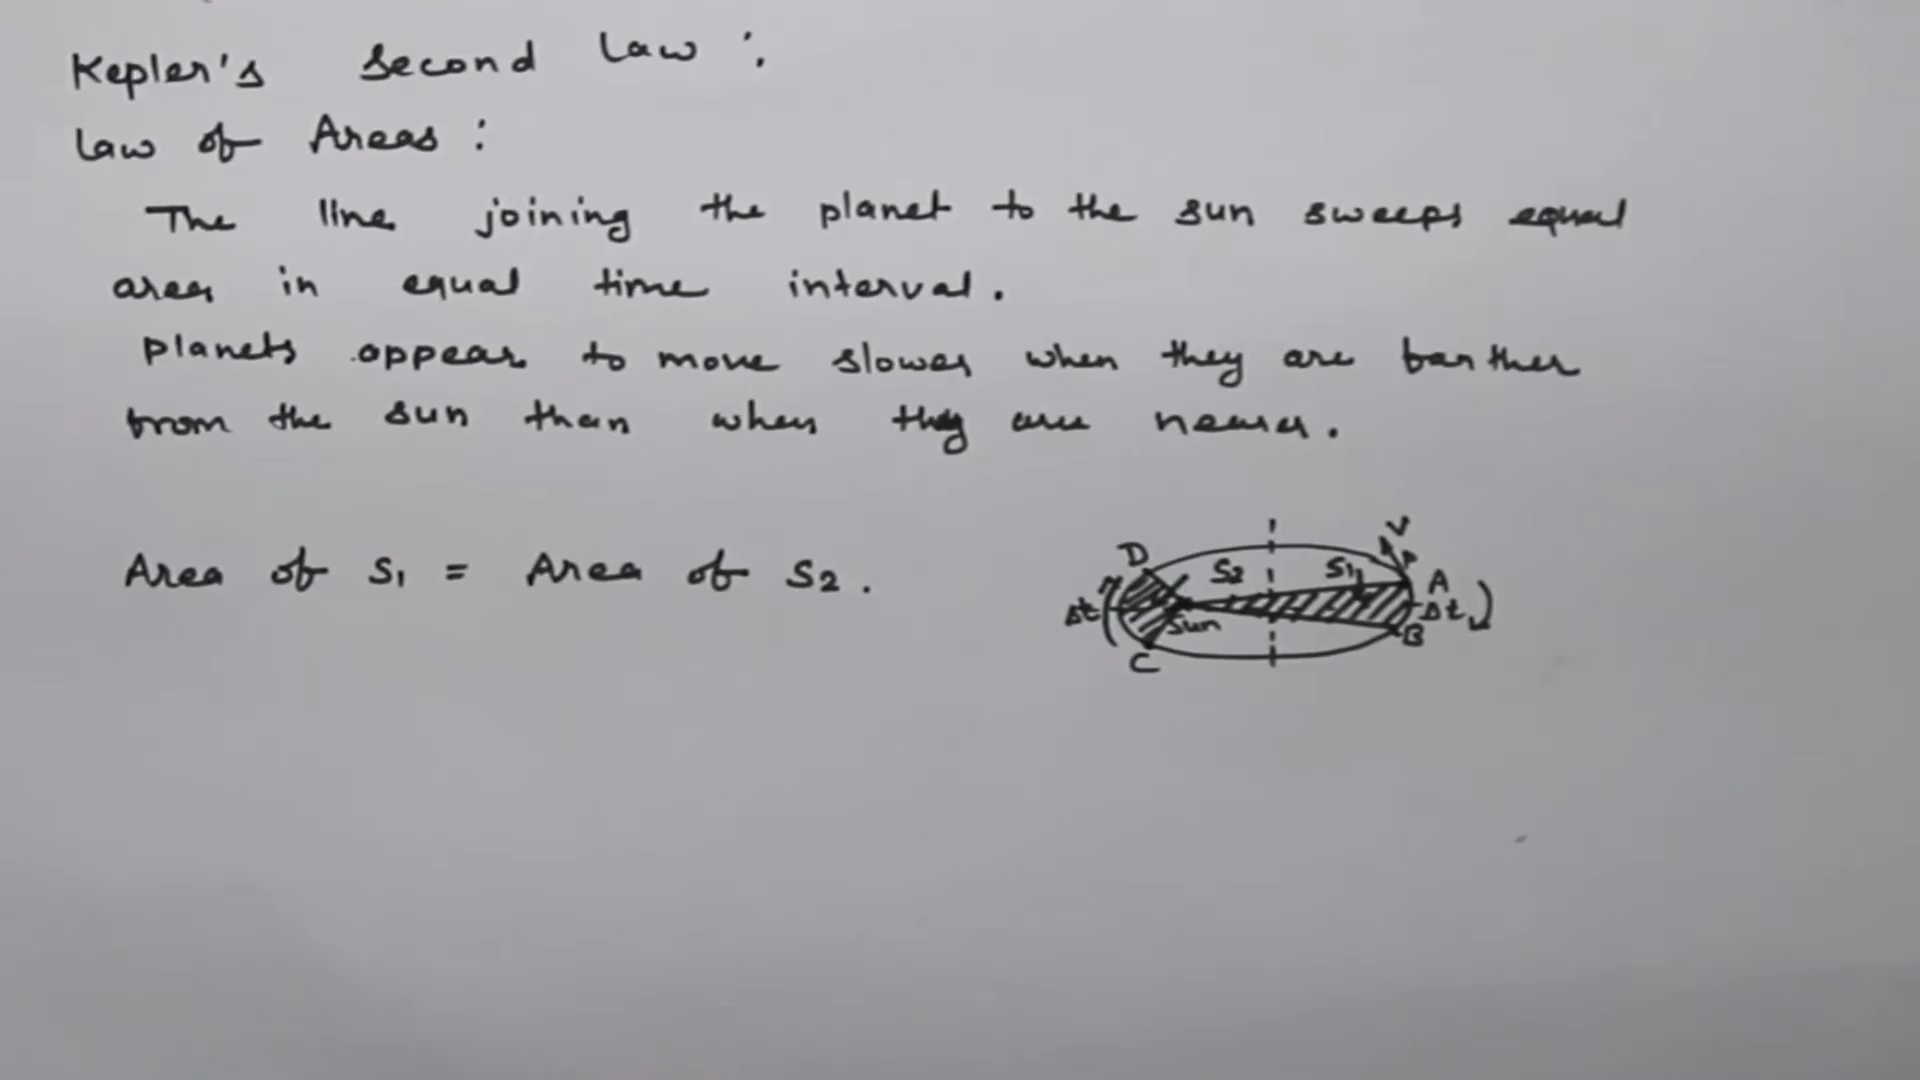 Kepler's second Law :
Law of Areas :
The line joining the planet to the sun sweeps equal
area in equal time interval.
Planets appear to move slower when they are farther
from the sun than when they are nearer.
Area of S1 = Area of S2 .
V
D
P
S2
S1
A
Δt
Δt
Sun
B
C